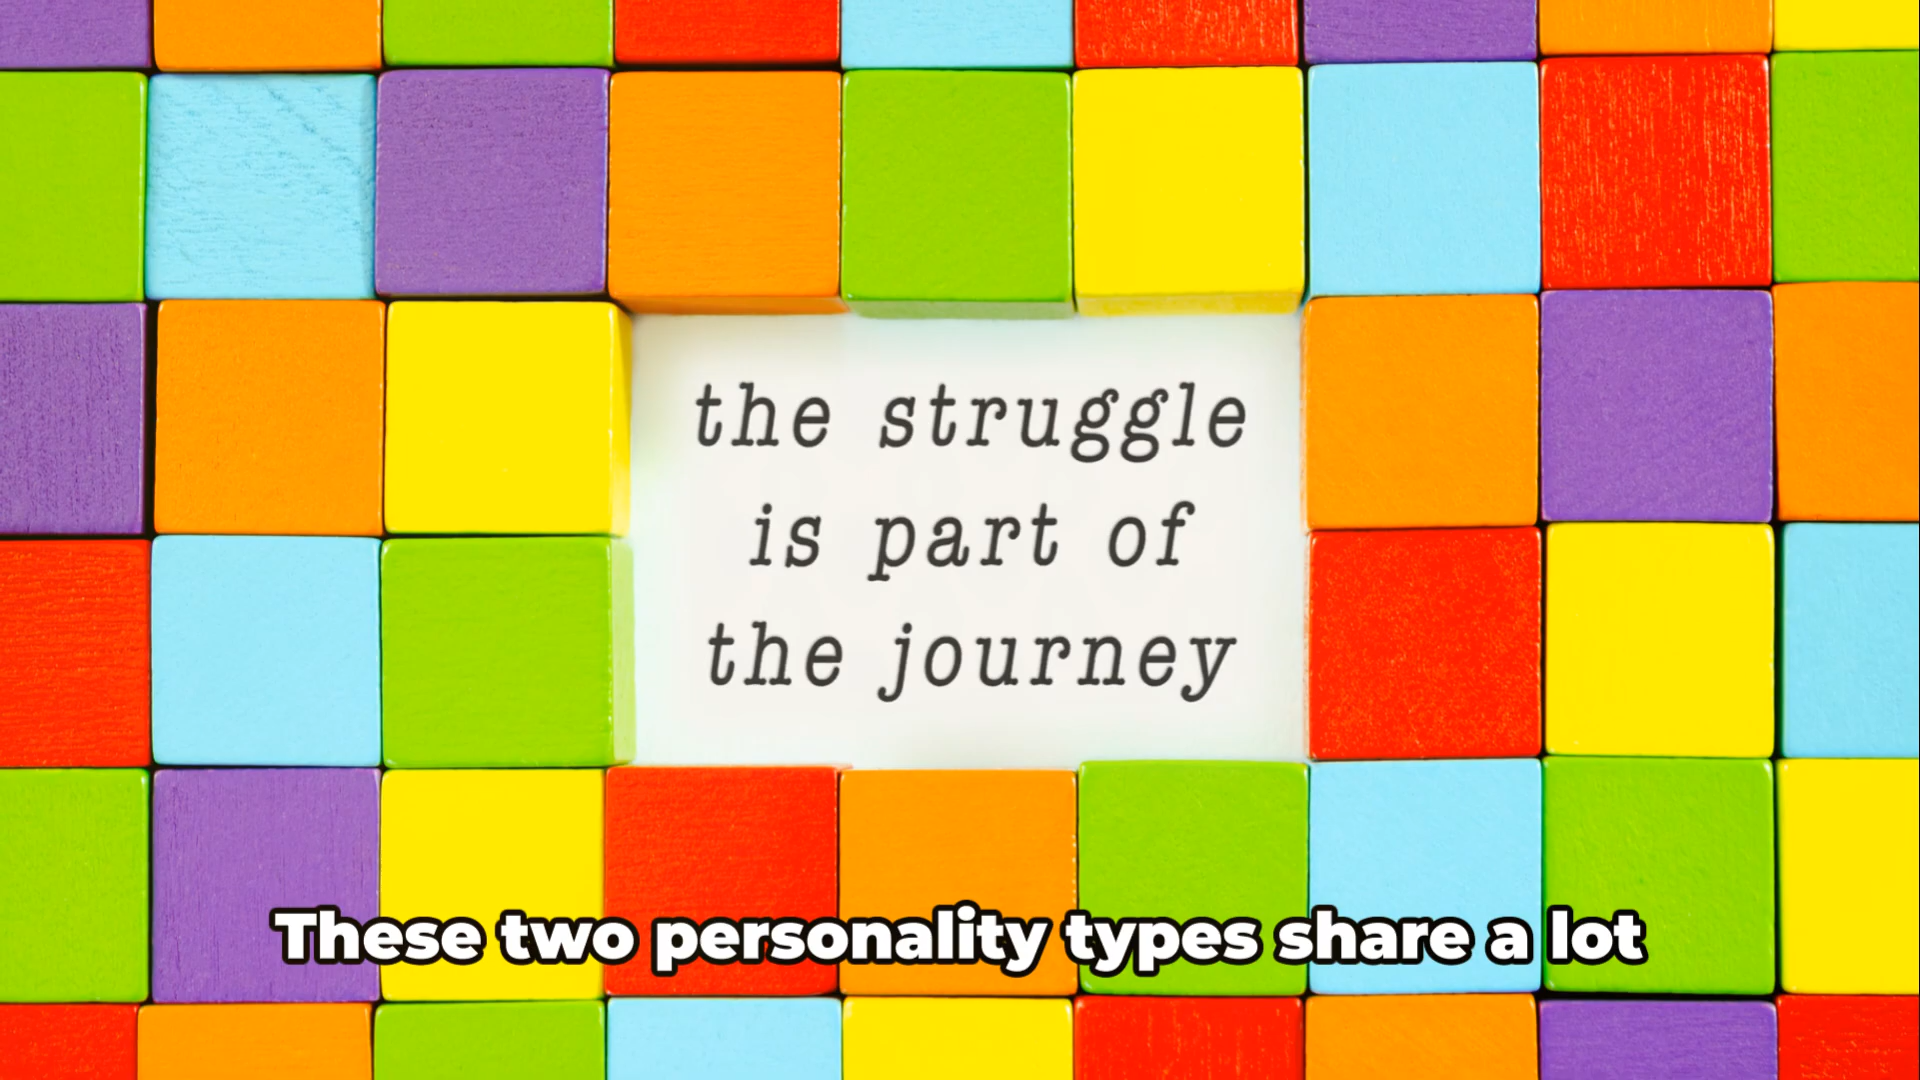 the struggle
is part of
the journey
These two personality types share a lot